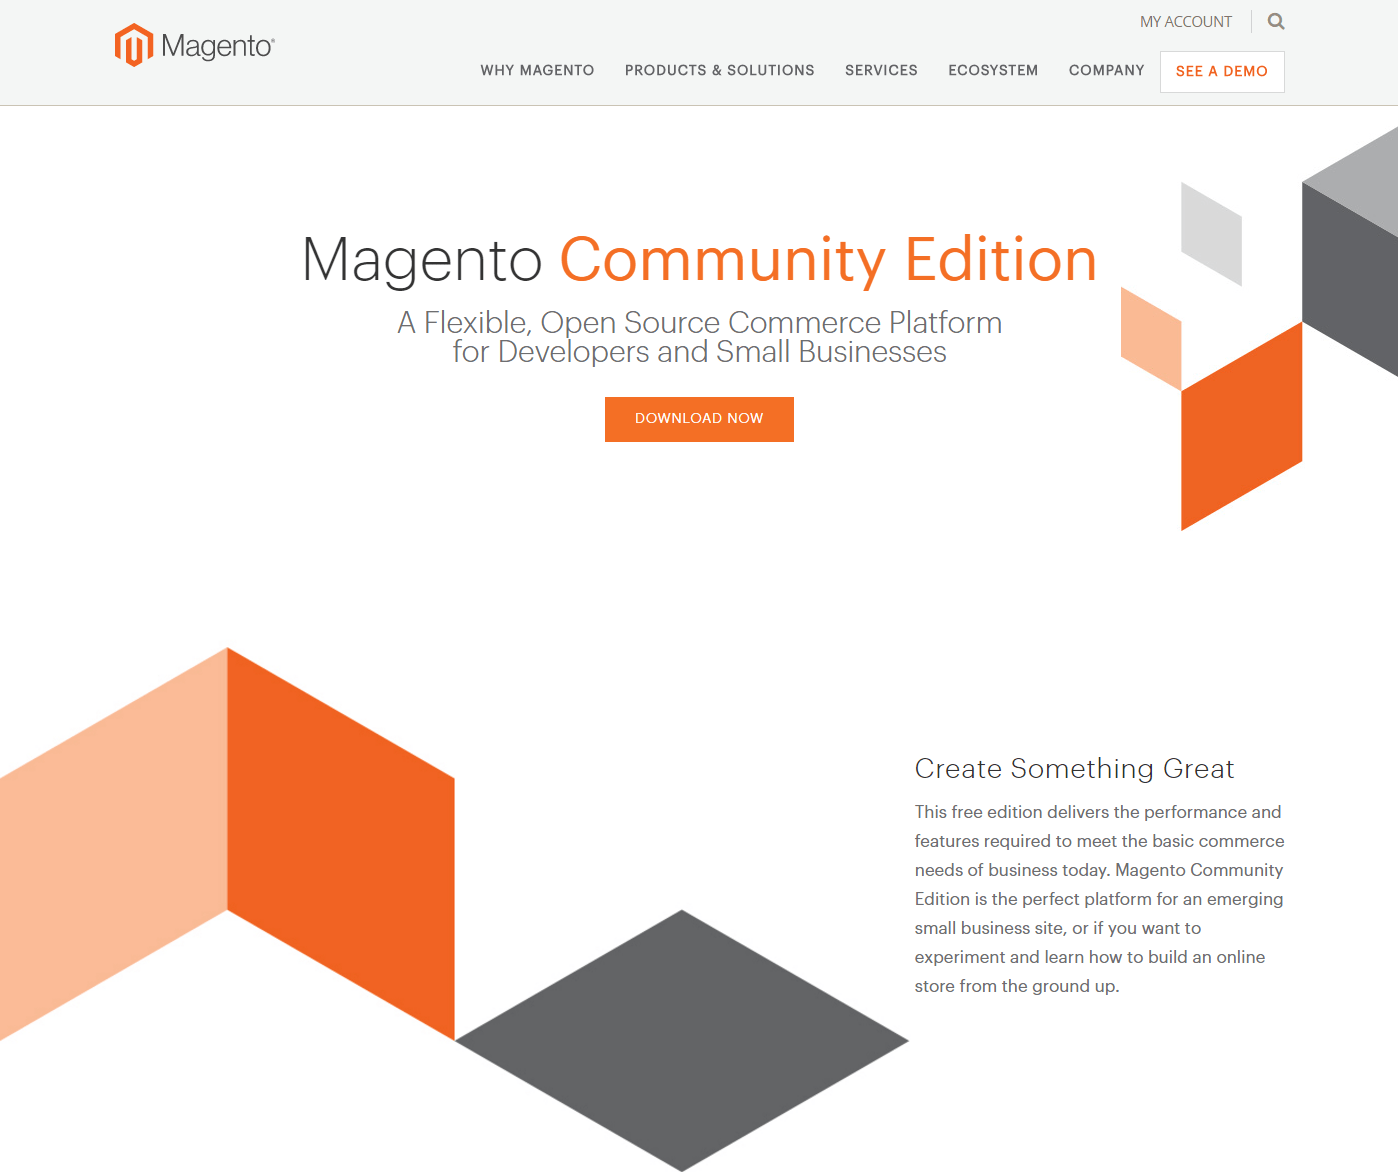 MY ACCOUNT
Magento®
WHY MAGENTO PRODUCTS & SOLUTIONS SERVICES ECOSYSTEM COMPANY SEE A DEMO
Magento Community Edition
A Flexible, Open Source Commerce Platform
for Developers and Small Businesses
DOWNLOAD NOW
Create Something Great
This free edition delivers the performance and
features required to meet the basic commerce
needs of business today. Magento Community
Edition is the perfect platform for an emerging
small business site, or if you want to
experiment and learn how to build an online
store from the ground up.